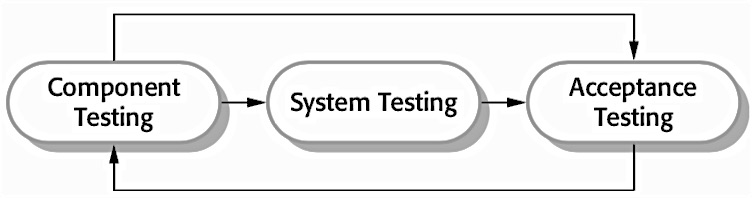 Component
Testing
System Testing
Acceptance
Testing